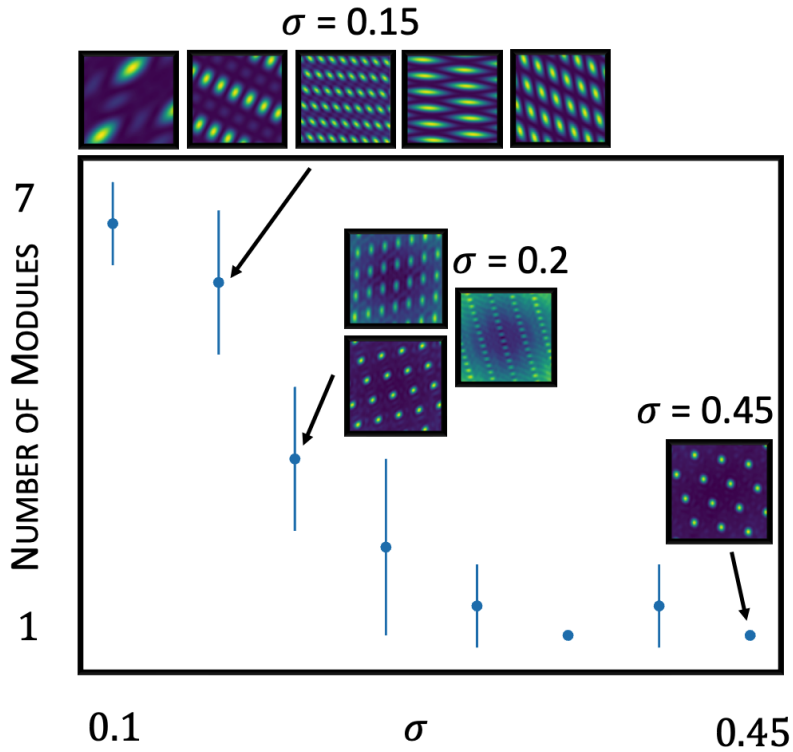 σ = 0.15
7
NUMBER OF MODULES
σ = 0.2
σ = 0.45
1
0.1
σ
0.45